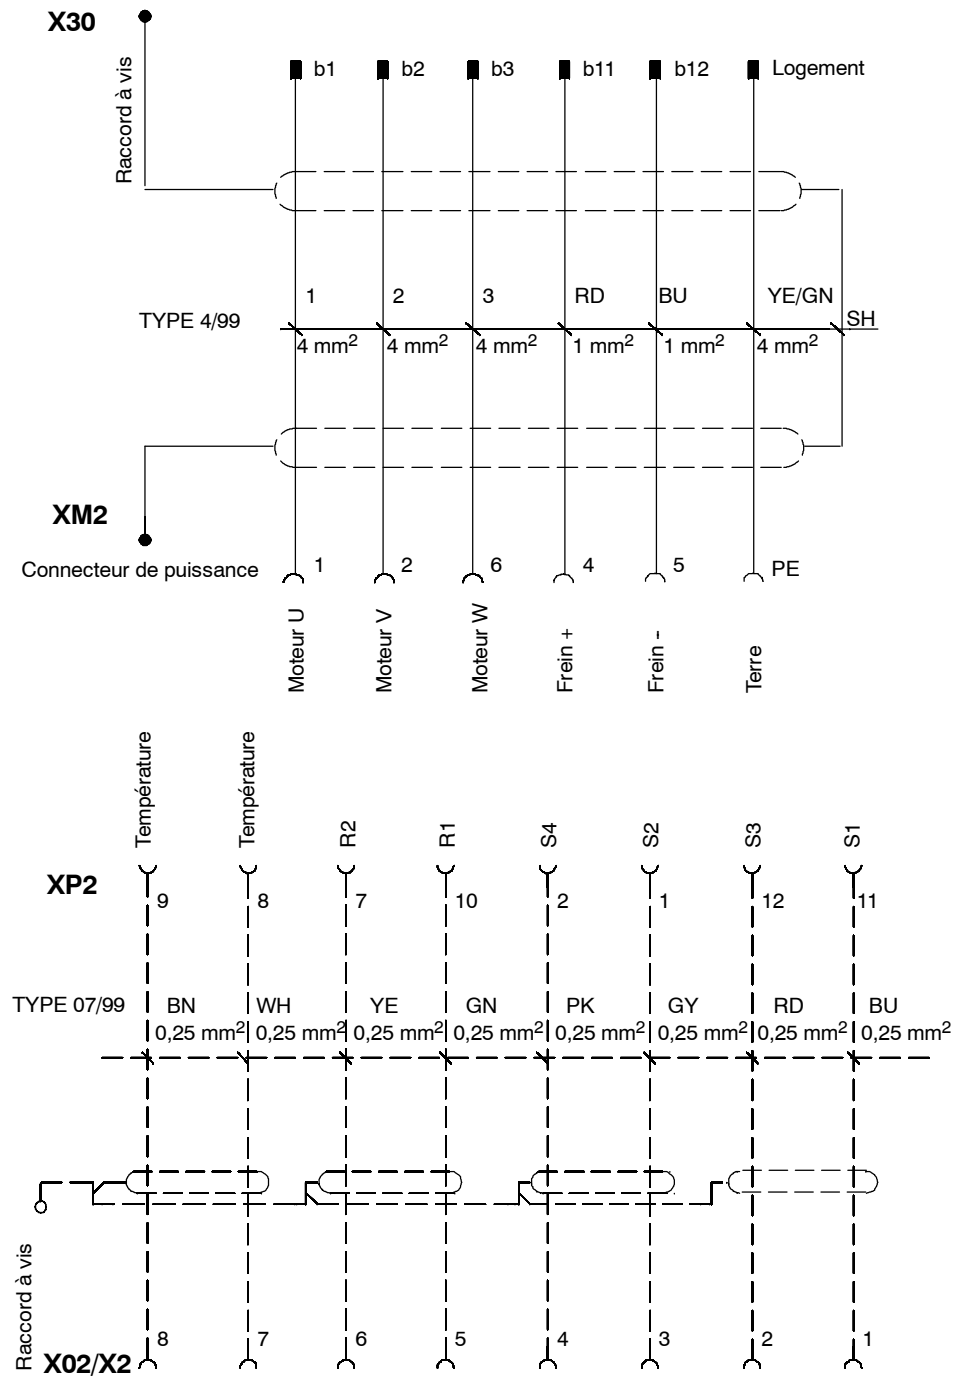 X30
Raccord à vis
b1 b2 b3 b11 b12 Logement
1 2 3 RD BU YE/GN
TYPE 4/99 SH
4 mm² 4 mm² 4 mm² 1 mm² 1 mm² 4 mm²
XM2
Connecteur de puissance
1 2 6 4 5 PE
Moteur U
Moteur V
Moteur W
Frein +
Frein -
Terre
Température
Température
R2
R1
S4
S2
S3
S1
XP2
9 8 7 10 2 1 12 11
TYPE 07/99 BN WH YE GN PK GY RD BU
0,25 mm² 0,25 mm² 0,25 mm² 0,25 mm² 0,25 mm² 0,25 mm² 0,25 mm² 0,25 mm²
Raccord à vis
8 7 6 5 4 3 2 1
X02/X2